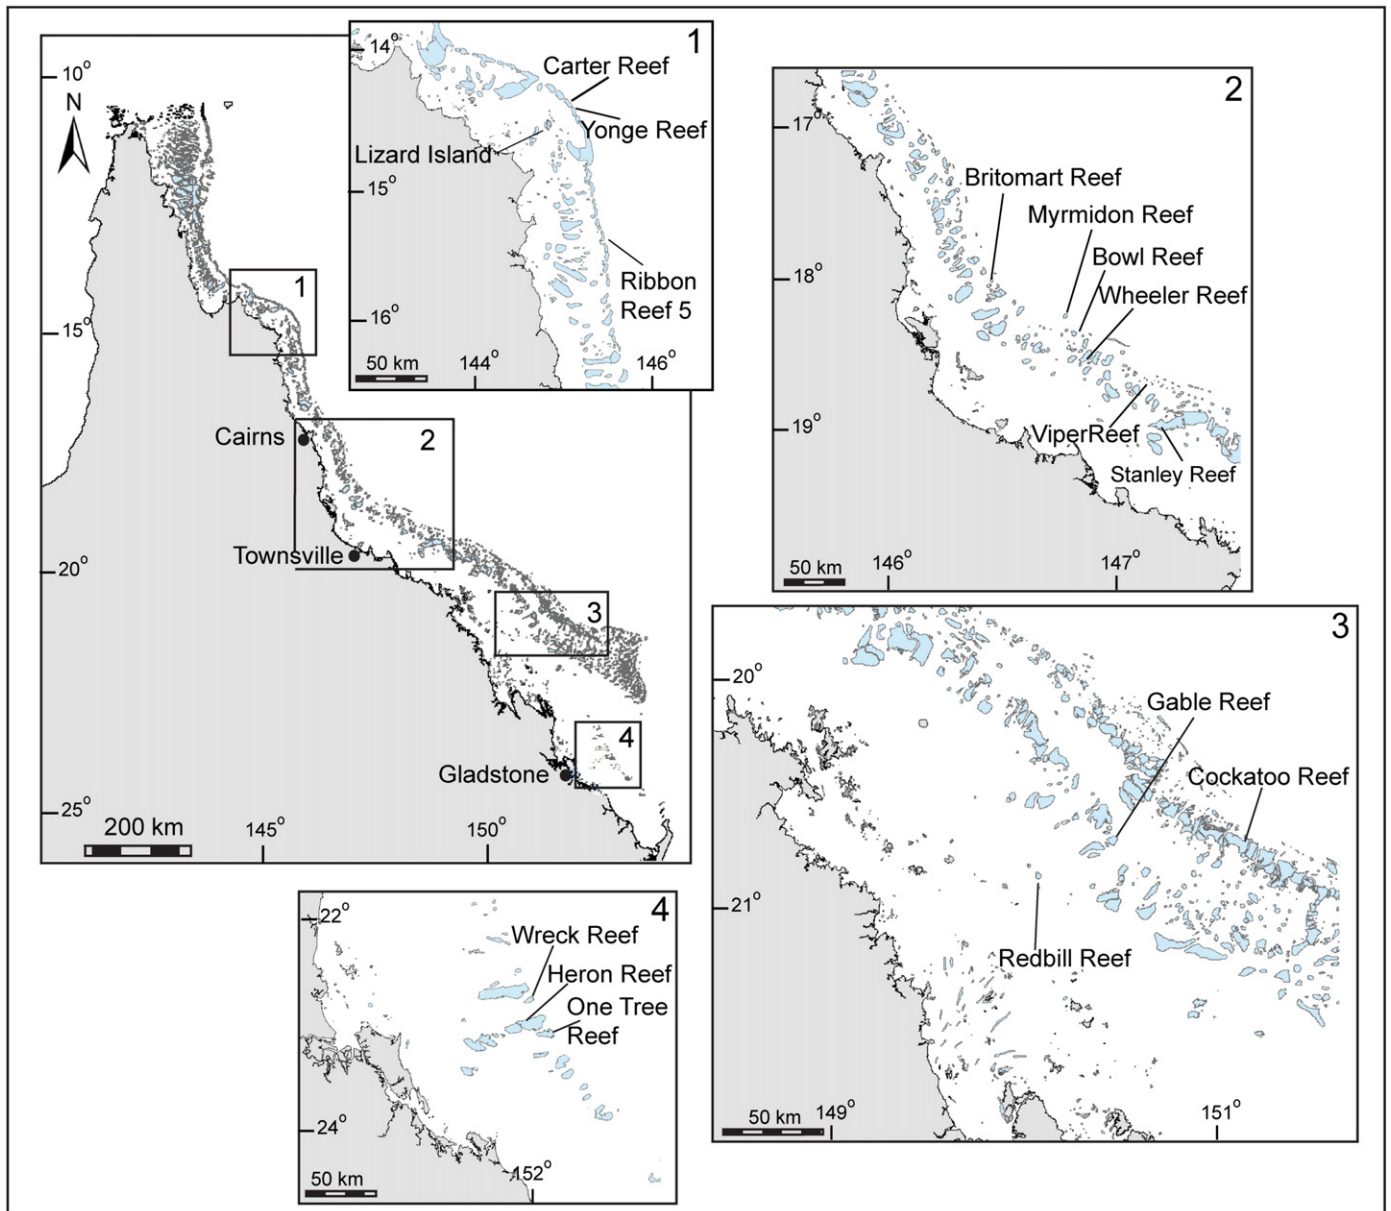 10°
N
15°
20°
25°
200 km
145°
150°
1
2
3
4
Cairns
Townsville
Gladstone
1
14°
Carter Reef
Yonge Reef
Lizard Island
15°
Ribbon
Reef 5
16°
50 km
144°
146°
2
17°
Britomart Reef
Myrmidon Reef
Bowl Reef
18°
Wheeler Reef
19°
ViperReef
Stanley Reef
50 km
146°
147°
3
20°
Gable Reef
Cockatoo Reef
21°
Redbill Reef
50 km
149°
151°
4
22°
Wreck Reef
Heron Reef
One Tree
Reef
24°
50 km
152°